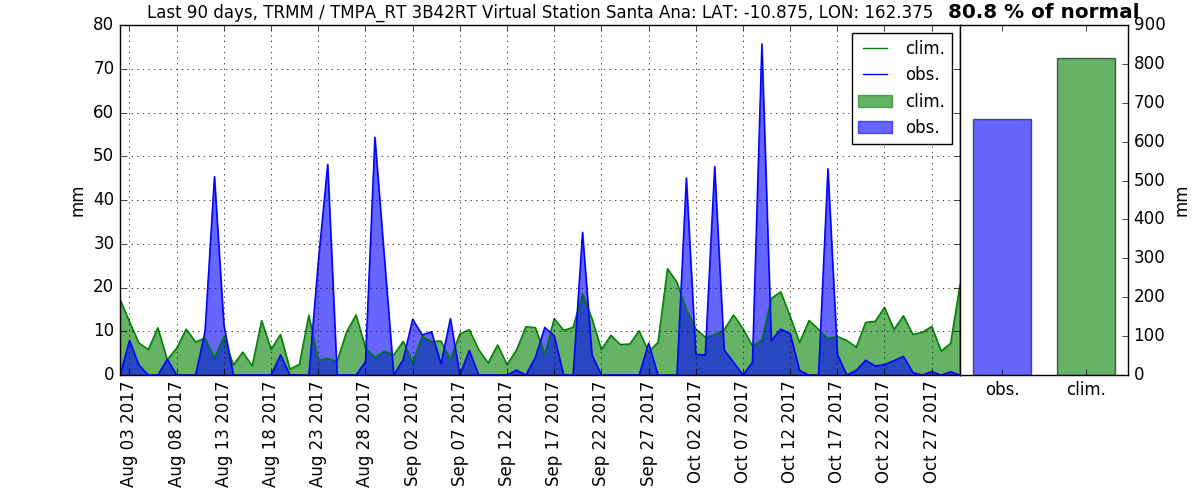 Last 90 days, TRMM / TMPA_RT 3B42RT Virtual Station Santa Ana: LAT: -10.875, LON: 162.375
80.8 % of normal
80
70
60
50
40
30
20
10
0
mm
clim.
obs.
clim.
obs.
Aug 03 2017
Aug 08 2017
Aug 13 2017
Aug 18 2017
Aug 23 2017
Aug 28 2017
Sep 02 2017
Sep 07 2017
Sep 12 2017
Sep 17 2017
Sep 22 2017
Sep 27 2017
Oct 02 2017
Oct 07 2017
Oct 12 2017
Oct 17 2017
Oct 22 2017
Oct 27 2017
900
800
700
600
500
400
300
200
100
0
mm
obs.
clim.